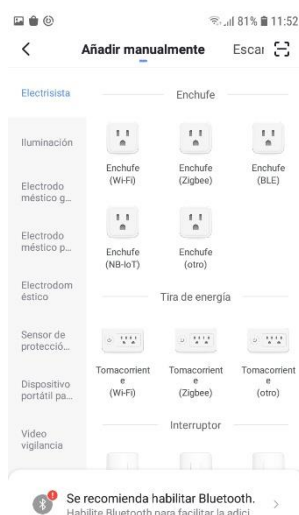 81% 11:52
Añadir manualmente Escai
Electrisista
Iluminación
Electrodo
méstico g...
Electrodo
méstico p...
Electrodom
éstico
Sensor de
protecció...
Dispositivo
portátil pa...
Video
vigilancia
Enchufe
Enchufe
(Wi-Fi)
Enchufe
(Zigbee)
Enchufe
(BLE)
Enchufe
(NB-IoT)
Enchufe
(otro)
Tira de energía
Tomacorrient
e
(Wi-Fi)
Tomacorrient
e
(Zigbee)
Tomacorrient
e
(otro)
Interruptor
Se recomienda habilitar Bluetooth.
Habilite Bluetooth para facilitar la adici